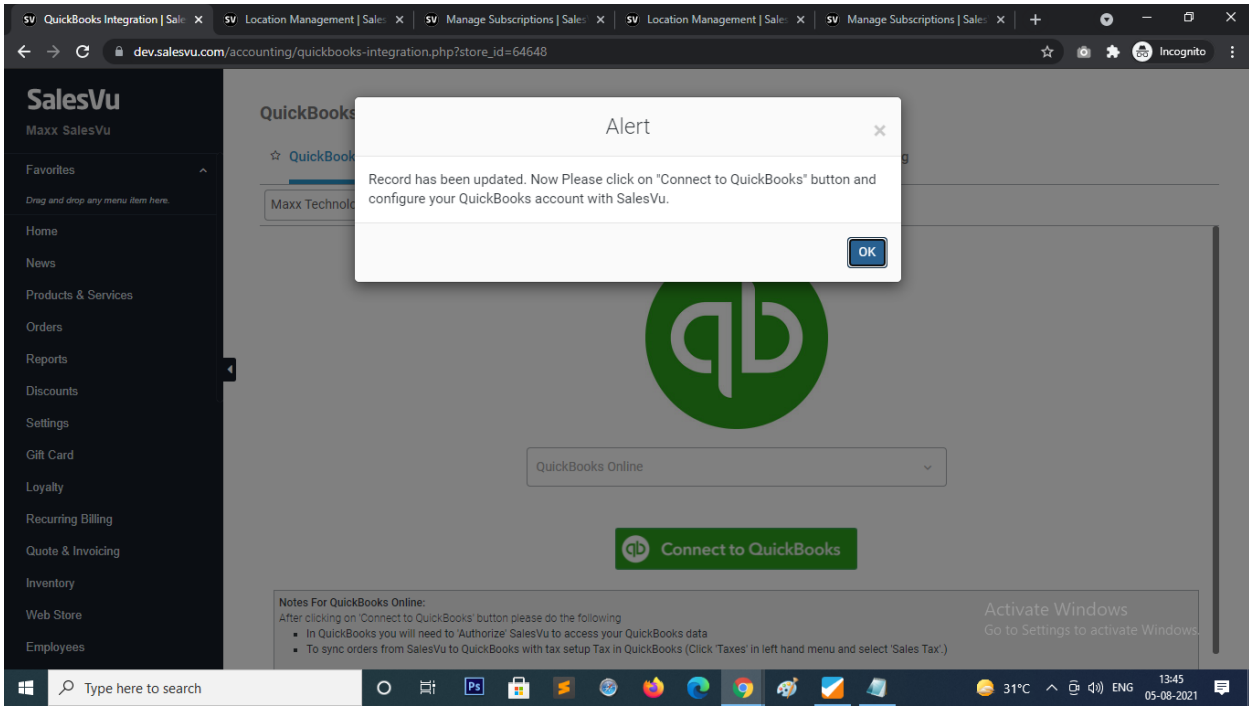 QuickBooks Integration | Sale
Location Management | Sales
Manage Subscriptions | Sales
Location Management | Sales
Manage Subscriptions | Sales
dev.salesvu.com/accounting/quickbooks-integration.php?store_id=64648
Incognito
SalesVu
Maxx SalesVu
Favorites
Drag and drop any menu item here.
Home
News
Products & Services
Orders
Reports
Discounts
Settings
Gift Card
Loyalty
Recurring Billing
Quote & Invoicing
Inventory
Web Store
Employees
QuickBooks
QuickBook
g
Maxx Technolo
Alert
×
Record has been updated. Now Please click on "Connect to QuickBooks" button and
configure your QuickBooks account with SalesVu.
OK
qb
QuickBooks Online
qb Connect to QuickBooks
Notes For QuickBooks Online:
After clicking on 'Connect to QuickBooks' button please do the following
In QuickBooks you will need to 'Authorize' SalesVu to access your QuickBooks data
To sync orders from SalesVu to QuickBooks with tax setup Tax in QuickBooks (Click 'Taxes' in left hand menu and select 'Sales Tax'.)
Activate Windows
Go to Settings to activate Windows.
Type here to search
Ps
31°C
ENG
13:45
05-08-2021